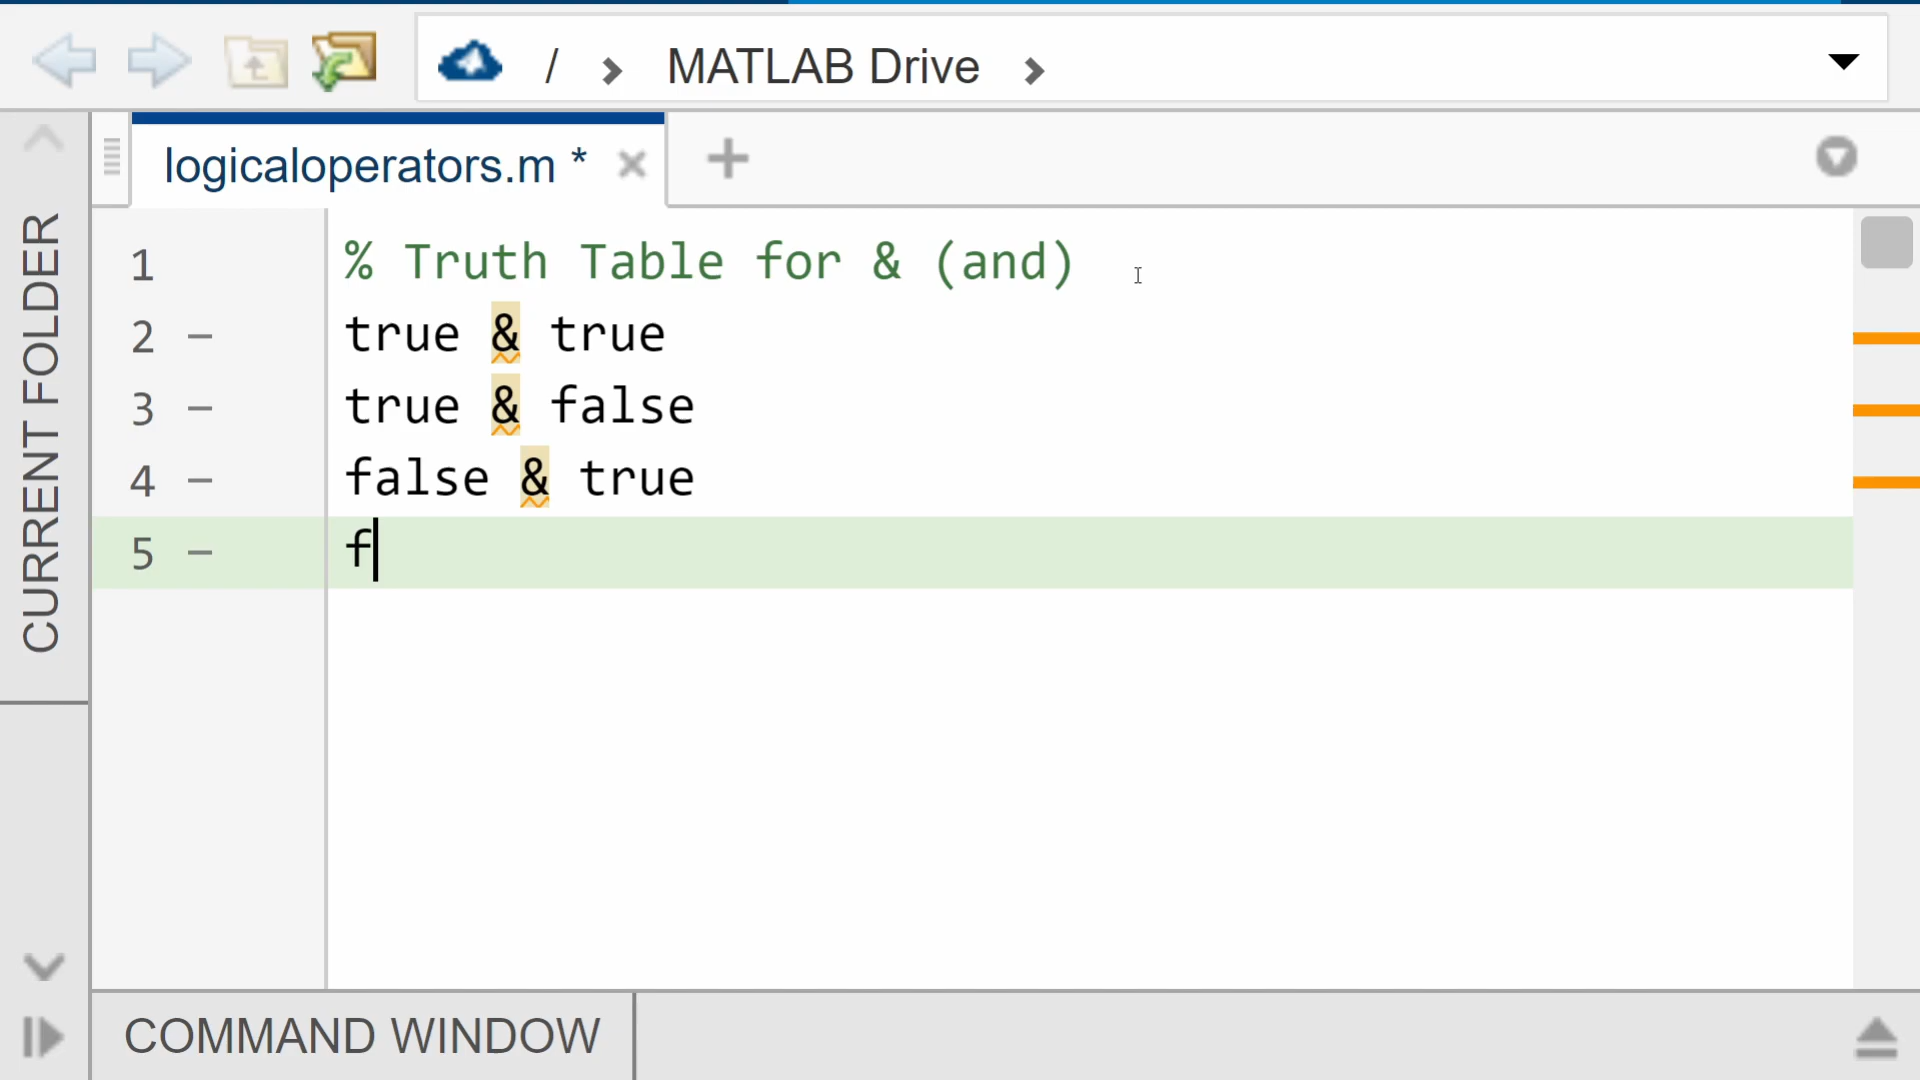 / › MATLAB Drive ›
CURRENT FOLDER
logicaloperators.m * × +
1 % Truth Table for & (and)
2 – true & true
3 – true & false
4 – false & true
5 – f
COMMAND WINDOW